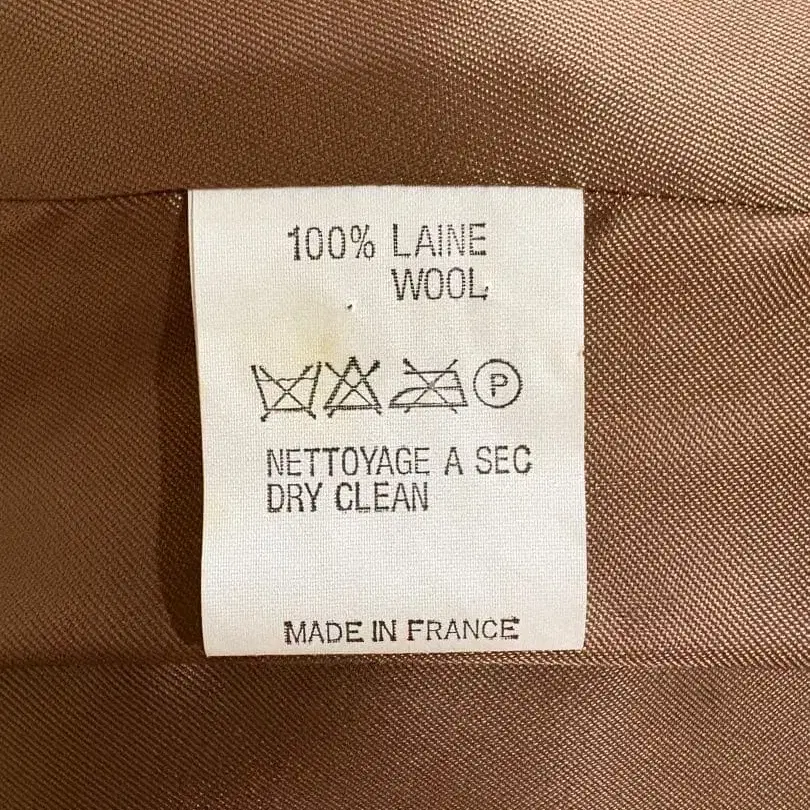 100% LAINE
WOOL
P
NETTOYAGE A SEC
DRY CLEAN
MADE IN FRANCE